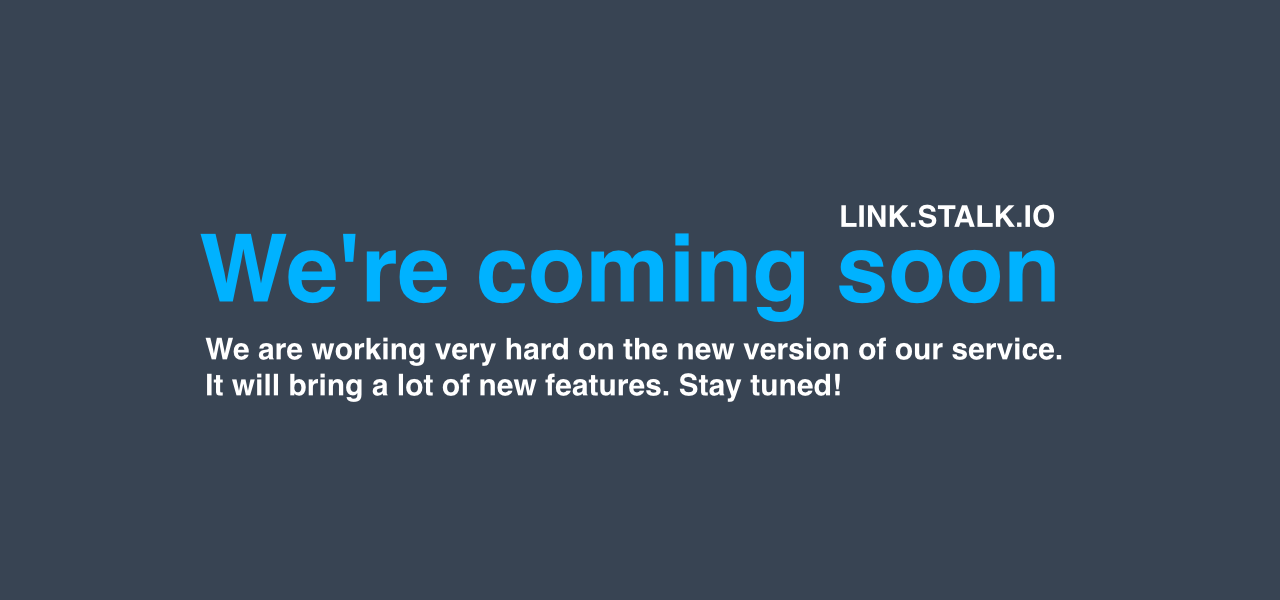 LINK.STALK.IO
We're coming soon
We are working very hard on the new version of our service.
It will bring a lot of new features. Stay tuned!